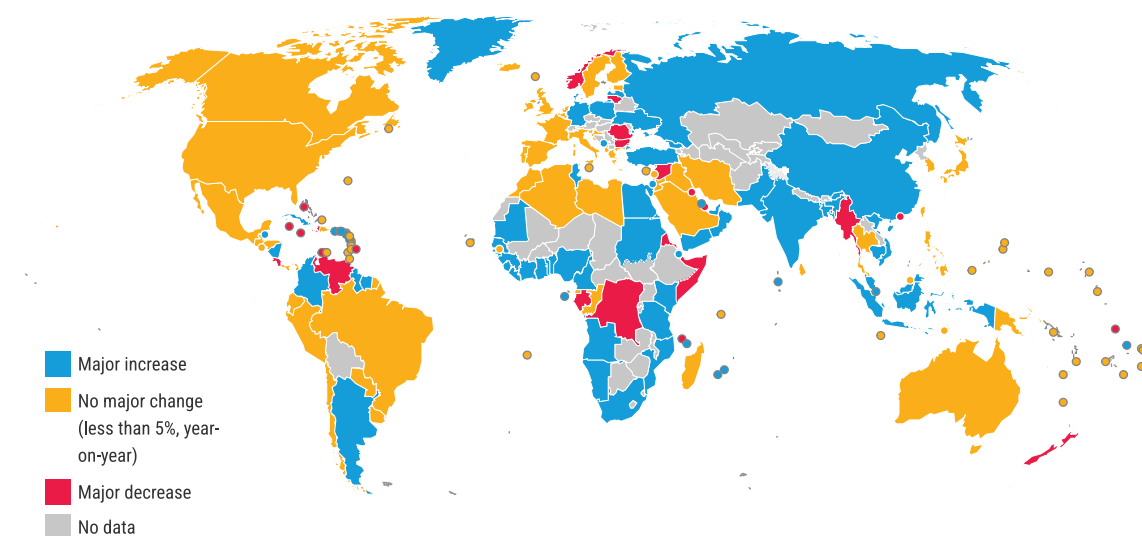 Major increase
No major change
(less than 5%, year-
on-year)
Major decrease
No data